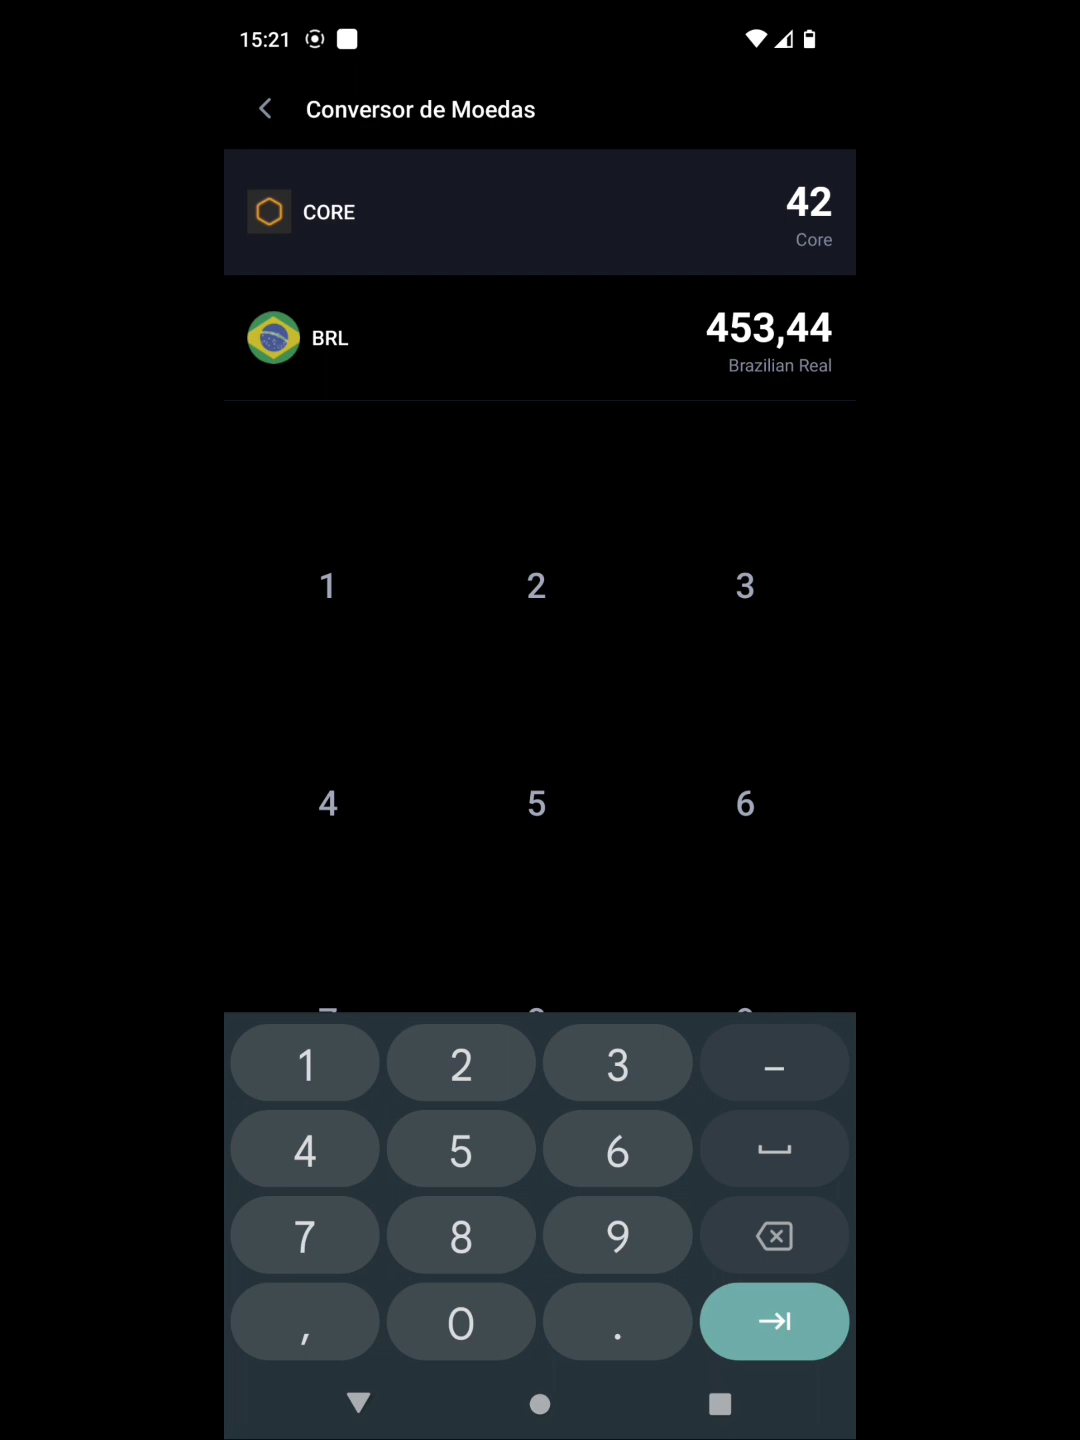 15:21
Conversor de Moedas
CORE
42
Core
BRL
453,44
Brazilian Real
1 2 3
4 5 6
1 2 3 –
4 5 6
7 8 9
, 0 .